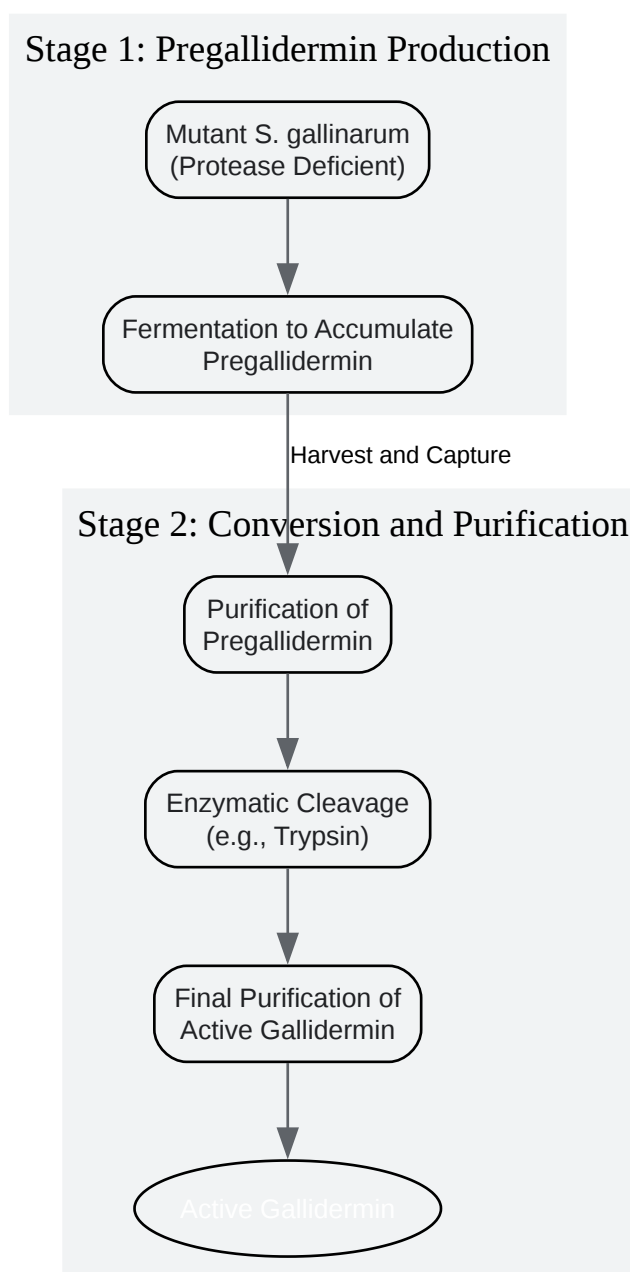 Stage 1: Pregallidermin Production
Mutant S. gallinarum
(Protease Deficient)
Fermentation to Accumulate
Pregallidermin
Harvest and Capture
Stage 2: Conversion and Purification
Purification of
Pregallidermin
Enzymatic Cleavage
(e.g., Trypsin)
Final Purification of
Active Gallidermin
Active Gallidermin